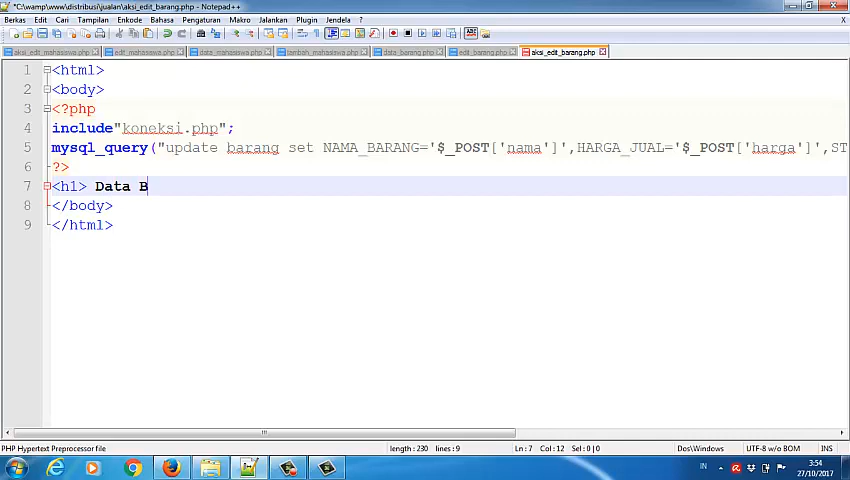 *C:\wamp\www\distribusi\jualan\aksi_edit_barang.php - Notepad++
Berkas Edit Cari Tampilan Enkode Bahasa Pengaturan Makro Jalankan Plugin Jendela ?
X
aksi_edit_mahasiswa.php edit_mahasiswa.php data_mahasiswa.php tambah_mahasiswa.php data_barang.php edit_barang.php aksi_edit_barang.php
1 <html>
2 <body>
3 <?php
4 include"koneksi.php";
5 mysql_query("update barang set NAMA_BARANG='$_POST['nama']',HARGA_JUAL='$_POST['harga']',ST
6 ?>
7 <h1> Data B
8 </body>
9 </html>
PHP Hypertext Preprocessor file length : 230 lines : 9 Ln : 7 Col : 12 Sel : 0 | 0 Dos\Windows UTF-8 w/o BOM INS
IN 3:54
27/10/2017